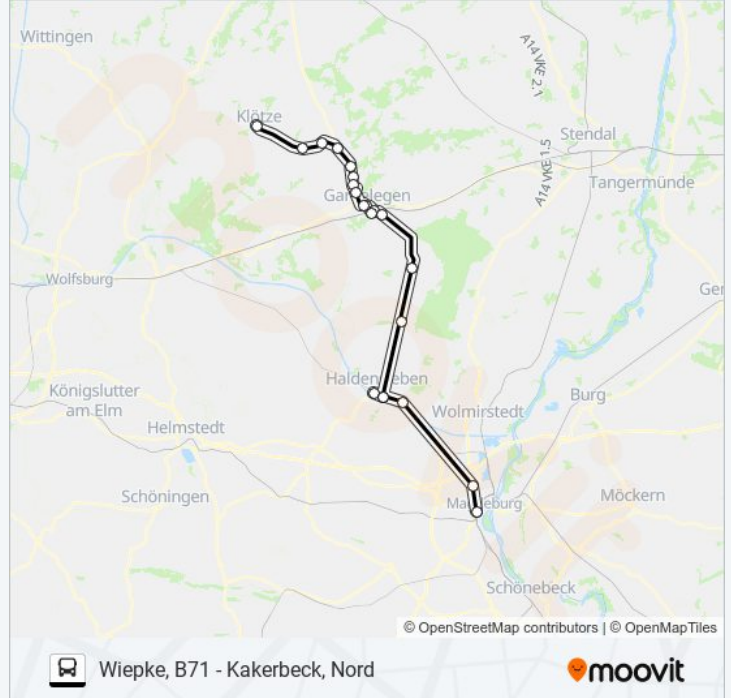 Wittingen
A14 VKE 2.1
Klötze
Stendal
A14 VKE 1.5
Tangermünde
Gardelegen
Wolfsburg
Haldensleben
Königslutter
am Elm
Burg
Wolmirstedt
Helmstedt
Schöningen
Magdeburg
Möckern
Schönebeck
© OpenStreetMap contributors | © OpenMapTiles
Wiepke, B71 - Kakerbeck, Nord
moovit